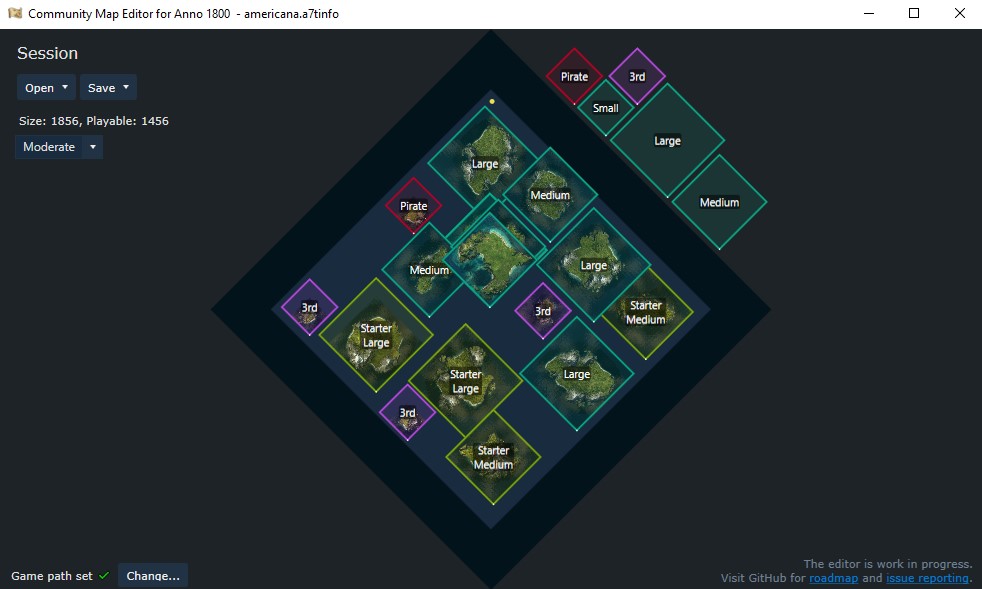 Community Map Editor for Anno 1800 - americana.a7tinfo
Session
Open
Save
Size: 1856, Playable: 1456
Moderate
Pirate
3rd
Small
Large
Medium
Large
Medium
Pirate
Medium
Large
3rd
3rd
Starter
Medium
Starter
Large
Starter
Large
Large
3rd
Starter
Medium
Game path set
Change...
The editor is work in progress.
Visit GitHub for roadmap and issue reporting.